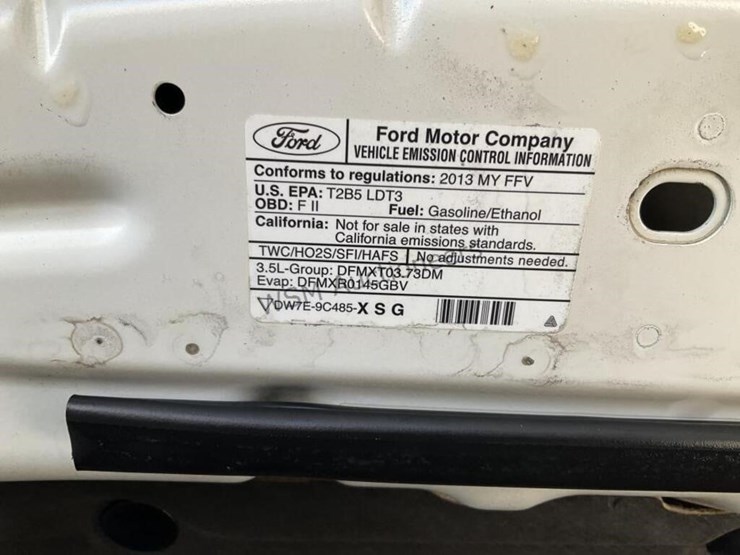 Ford
Ford Motor Company
VEHICLE EMISSION CONTROL INFORMATION
Conforms to regulations: 2013 MY FFV
U.S. EPA: T2B5 LDT3
OBD: F II Fuel: Gasoline/Ethanol
California: Not for sale in states with
California emissions standards.
TWC/HO2S/SFI/HAFS No adjustments needed.
3.5L-Group: DFMXT03.73DM
Evap: DFMXR0145GBV
DW7E-9C485-X S G
WSM